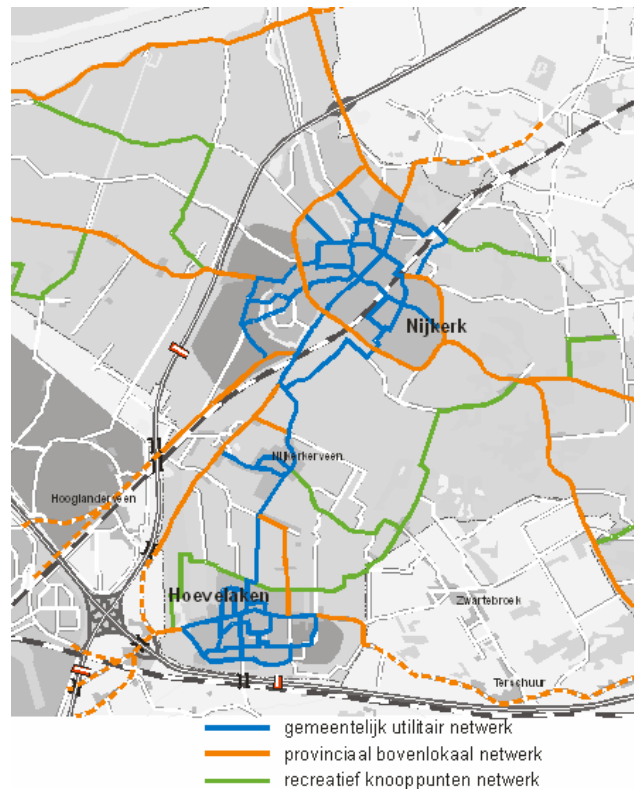 Nijkerk
Nijkerkerveen
Hooglanderveen
Hoevelaken
Zwartebroek
Terschuur
gemeentelijk utilitair netwerk
provinciaal bovenlokaal netwerk
recreatief knooppunten netwerk